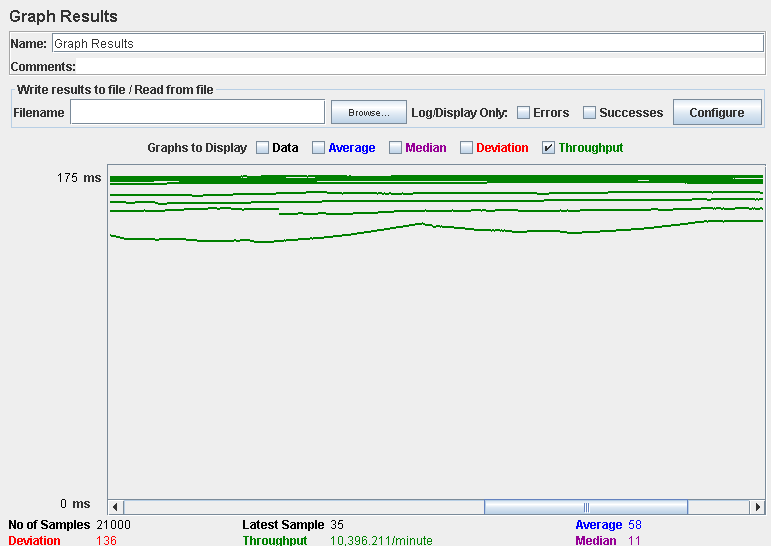 Graph Results
Name: Graph Results
Comments:
Write results to file / Read from file
Filename Browse... Log/Display Only: Errors Successes Configure
Graphs to Display Data Average Median Deviation Throughput
175 ms
0 ms
No of Samples 21000 Latest Sample 35 Average 58
Deviation 136 Throughput 10,396.211/minute Median 11